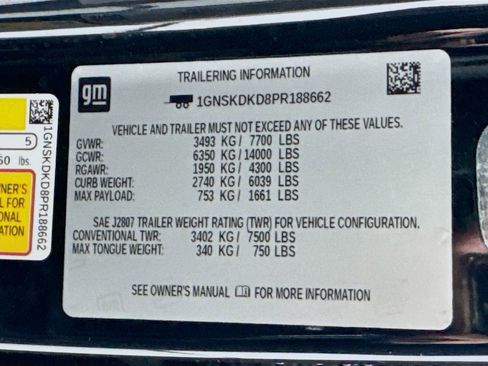 gm
TRAILERING INFORMATION
1GNSKDKD8PR188662
VEHICLE AND TRAILER MUST NOT EXCEED ANY OF THESE VALUES.
GVWR: 3493 KG / 7700 LBS
GCWR: 6350 KG / 14000 LBS
RGAWR: 1950 KG / 4300 LBS
CURB WEIGHT: 2740 KG / 6039 LBS
MAX PAYLOAD: 753 KG / 1661 LBS
SAE J2807 TRAILER WEIGHT RATING (TWR) FOR VEHICLE CONFIGURATION.
CONVENTIONAL TWR: 3402 KG / 7500 LBS
MAX TONGUE WEIGHT: 340 KG / 750 LBS
SEE OWNER'S MANUAL FOR MORE INFORMATION
1GNSKDKD8PR188662
5
lbs.
FOR